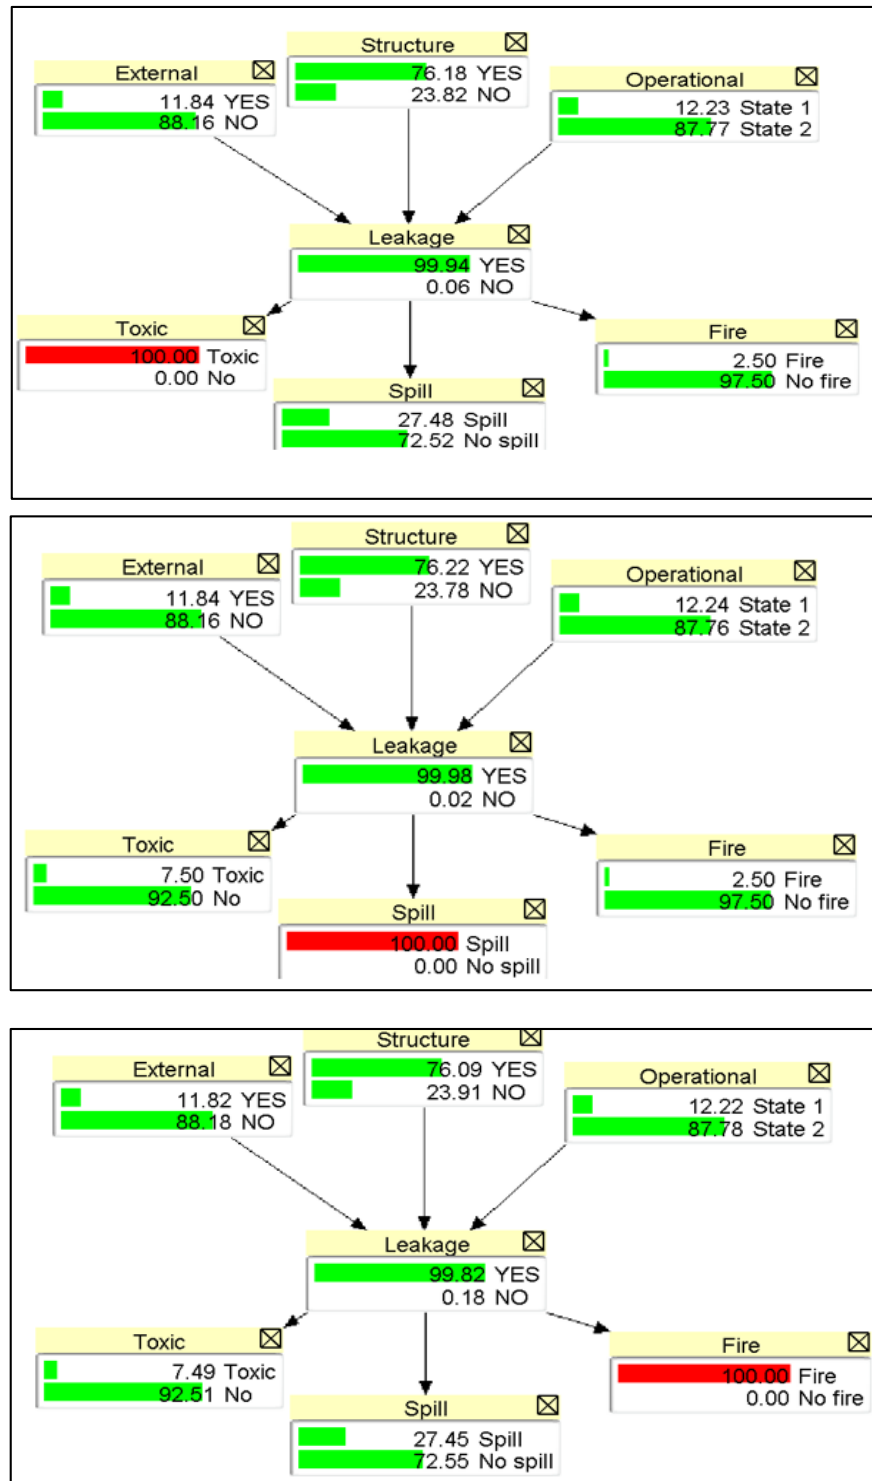 Structure
76.18 YES
23.82 NO
External
11.84 YES
88.16 NO
Operational
12.23 State 1
87.77 State 2
Leakage
99.94 YES
0.06 NO
Toxic
100.00 Toxic
0.00 No
Fire
2.50 Fire
97.50 No fire
Spill
27.48 Spill
72.52 No spill
Structure
76.22 YES
23.78 NO
External
11.84 YES
88.16 NO
Operational
12.24 State 1
87.76 State 2
Leakage
99.98 YES
0.02 NO
Toxic
7.50 Toxic
92.50 No
Fire
2.50 Fire
97.50 No fire
Spill
100.00 Spill
0.00 No spill
Structure
76.09 YES
23.91 NO
External
11.82 YES
88.18 NO
Operational
12.22 State 1
87.78 State 2
Leakage
99.82 YES
0.18 NO
Toxic
7.49 Toxic
92.51 No
Fire
100.00 Fire
0.00 No fire
Spill
27.45 Spill
72.55 No spill